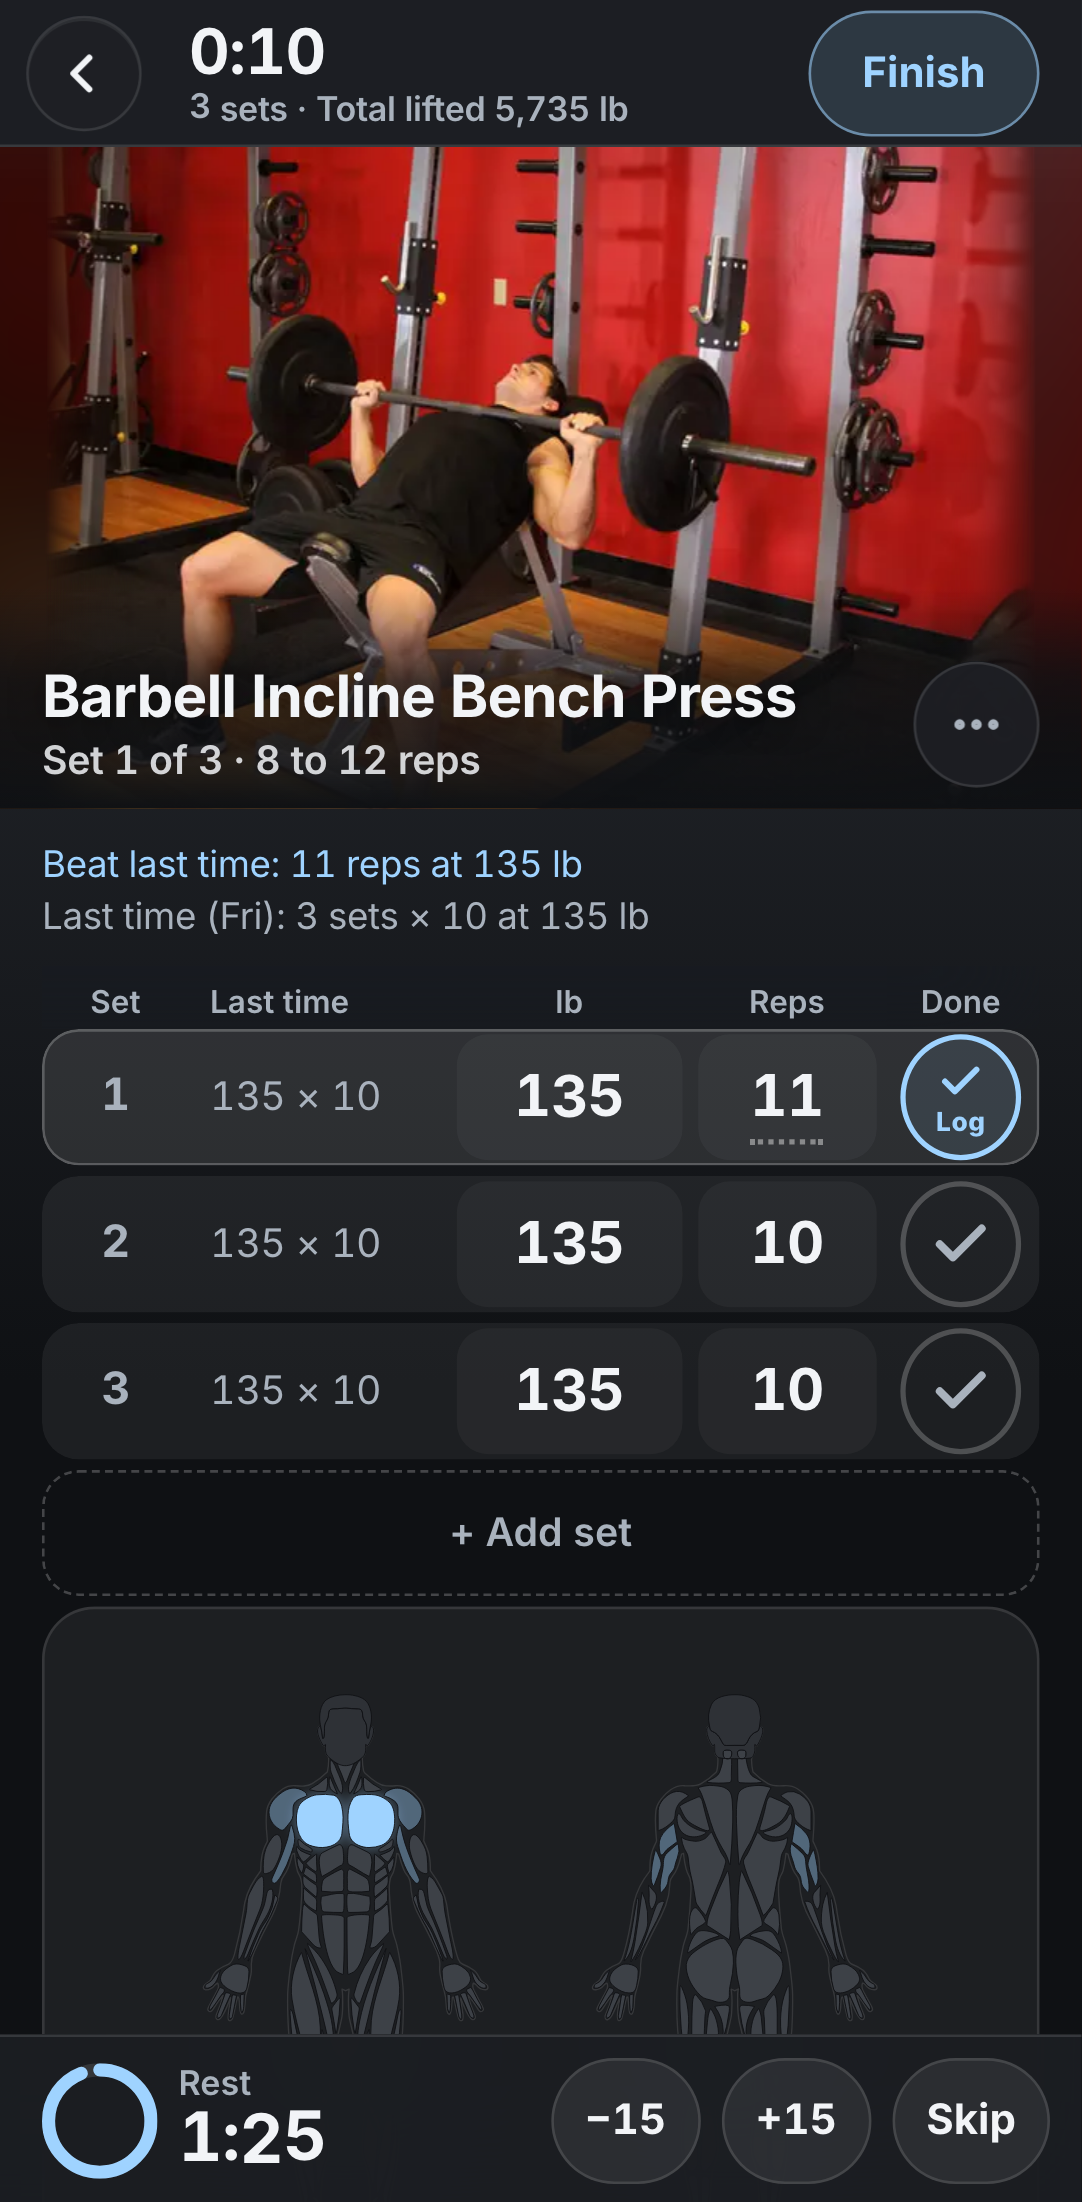 0:10
3 sets · Total lifted 5,735 lb
Finish
Barbell Incline Bench Press
Set 1 of 3 · 8 to 12 reps
Beat last time: 11 reps at 135 lb
Last time (Fri): 3 sets × 10 at 135 lb
Set Last time lb Reps Done
1 135 × 10 135 11 Log
2 135 × 10 135 10
3 135 × 10 135 10
+ Add set
Rest
1:25
−15 +15 Skip